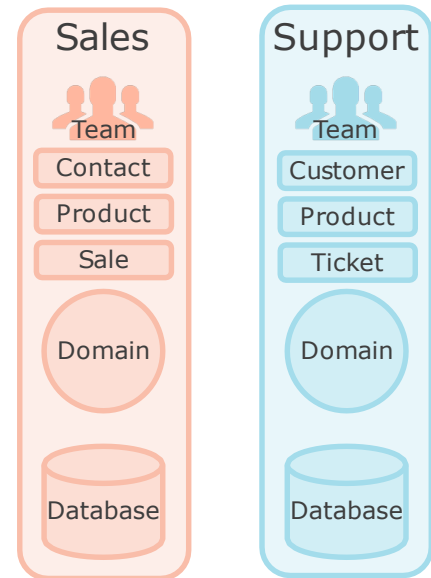 Sales
Team
Contact
Product
Sale
Domain
Database
Support
Team
Customer
Product
Ticket
Domain
Database